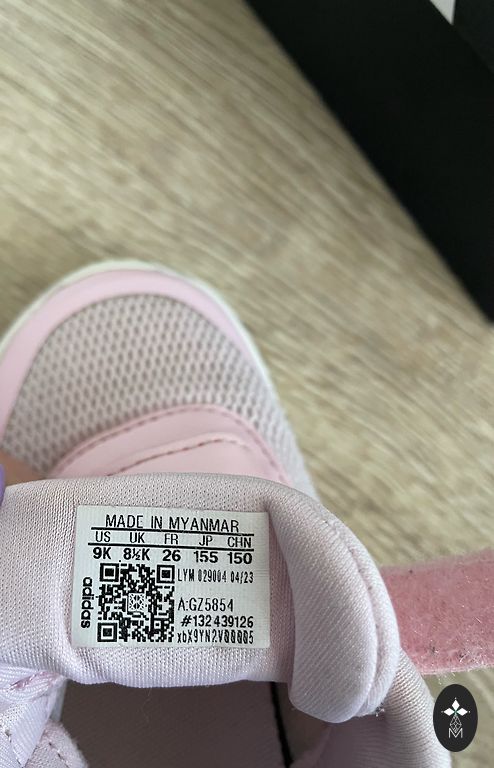 MADE IN MYANMAR
US UK FR JP CHN
9K 8½K 26 155 150
adidas
LYM 029004 04/23
A:GZ5854
#132439126
xbX9YN2V00005
M